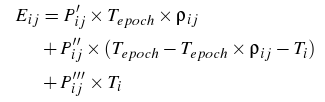 E_{ij} = P'_{ij} × T_{epoch} × ρ_{ij}
+ P''_{ij} × (T_{epoch} − T_{epoch} × ρ_{ij} − T_i)
+ P'''_{ij} × T_i